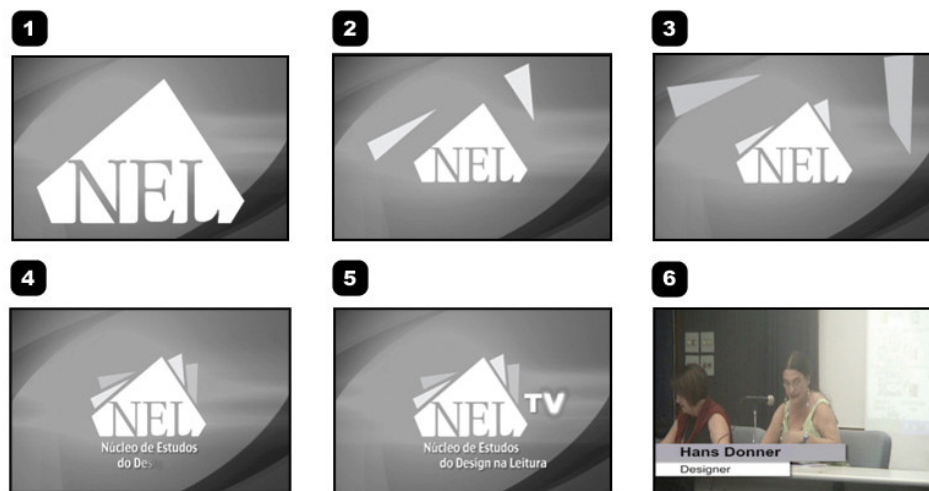 1
2
3
NEL
NEL
NEL
4
5
6
NEL
Núcleo de Estudos
do Des
NEL
TV
Núcleo de Estudos
do Design na Leitura
Hans Donner
Designer